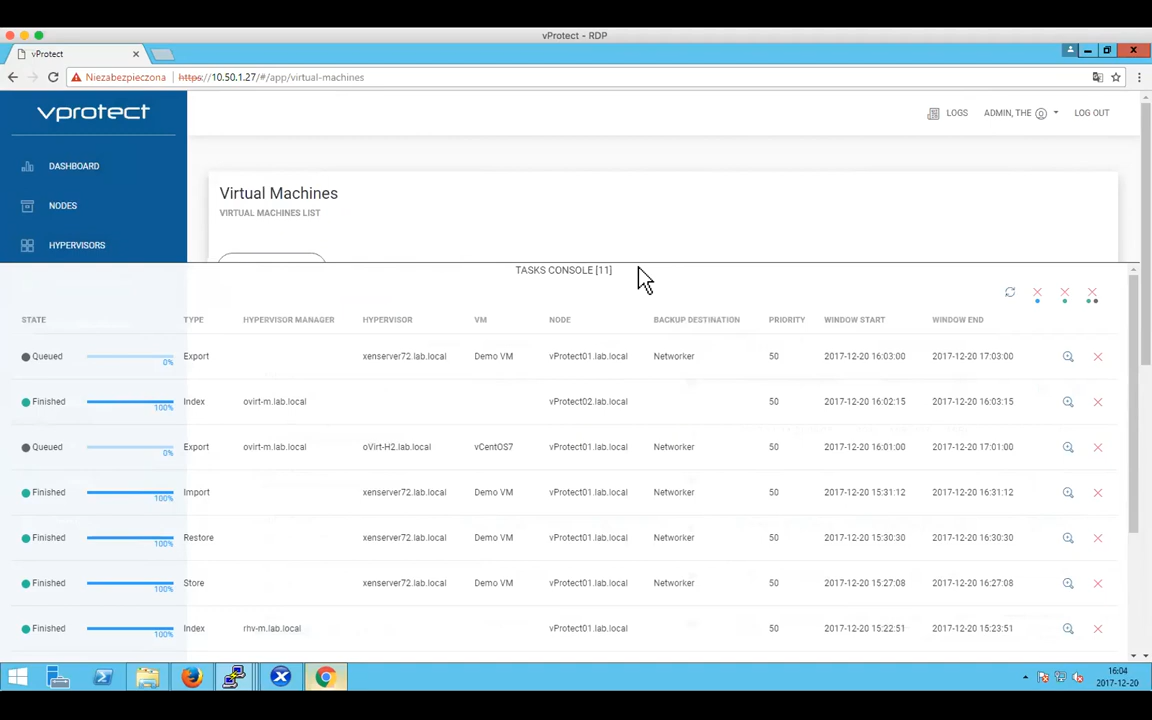 vProtect - RDP
vProtect
Niezabezpieczona https://10.50.1.27/#/app/virtual-machines
vprotect
LOGS ADMIN, THE LOG OUT
DASHBOARD
Virtual Machines
NODES
VIRTUAL MACHINES LIST
HYPERVISORS
TASKS CONSOLE [11]
STATE TYPE HYPERVISOR MANAGER HYPERVISOR VM NODE BACKUP DESTINATION PRIORITY WINDOW START WINDOW END
Queued 0% Export xenserver72.lab.local Demo VM vProtect01.lab.local Networker 50 2017-12-20 16:03:00 2017-12-20 17:03:00
Finished 100% Index ovirt-m.lab.local vProtect02.lab.local 50 2017-12-20 16:02:15 2017-12-20 16:03:15
Queued 0% Export ovirt-m.lab.local oVirt-H2.lab.local vCentOS7 vProtect01.lab.local Networker 50 2017-12-20 16:01:00 2017-12-20 17:01:00
Finished 100% Import xenserver72.lab.local Demo VM vProtect01.lab.local Networker 50 2017-12-20 15:31:12 2017-12-20 16:31:12
Finished 100% Restore xenserver72.lab.local Demo VM vProtect01.lab.local Networker 50 2017-12-20 15:30:30 2017-12-20 16:30:30
Finished 100% Store xenserver72.lab.local Demo VM vProtect01.lab.local Networker 50 2017-12-20 15:27:08 2017-12-20 16:27:08
Finished 100% Index rhv-m.lab.local vProtect01.lab.local 50 2017-12-20 15:22:51 2017-12-20 15:23:51
16:04
2017-12-20